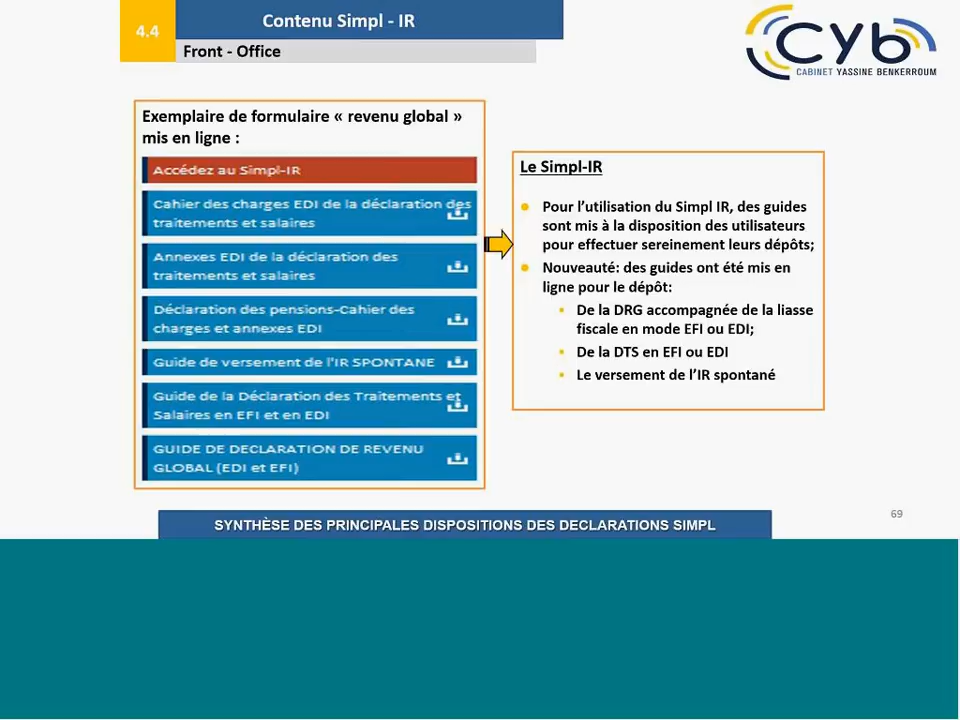 4.4
Contenu Simpl - IR
Front - Office
cyb
CABINET YASSINE BENKERROUM
Exemplaire de formulaire « revenu global »
mis en ligne :
Accédez au Simpl-IR
Cahier des charges EDI de la déclaration des
traitements et salaires
Annexes EDI de la déclaration des
traitements et salaires
Déclaration des pensions-Cahier des
charges et annexes EDI
Guide de versement de l'IR SPONTANE
Guide de la Déclaration des Traitements et
Salaires en EFI et en EDI
GUIDE DE DECLARATION DE REVENU
GLOBAL (EDI et EFI)
Le Simpl-IR
Pour l’utilisation du Simpl IR, des guides
sont mis à la disposition des utilisateurs
pour effectuer sereinement leurs dépôts;
Nouveauté: des guides ont été mis en
ligne pour le dépôt:
De la DRG accompagnée de la liasse
fiscale en mode EFI ou EDI;
De la DTS en EFI ou EDI
Le versement de l’IR spontané
69
SYNTHÈSE DES PRINCIPALES DISPOSITIONS DES DECLARATIONS SIMPL